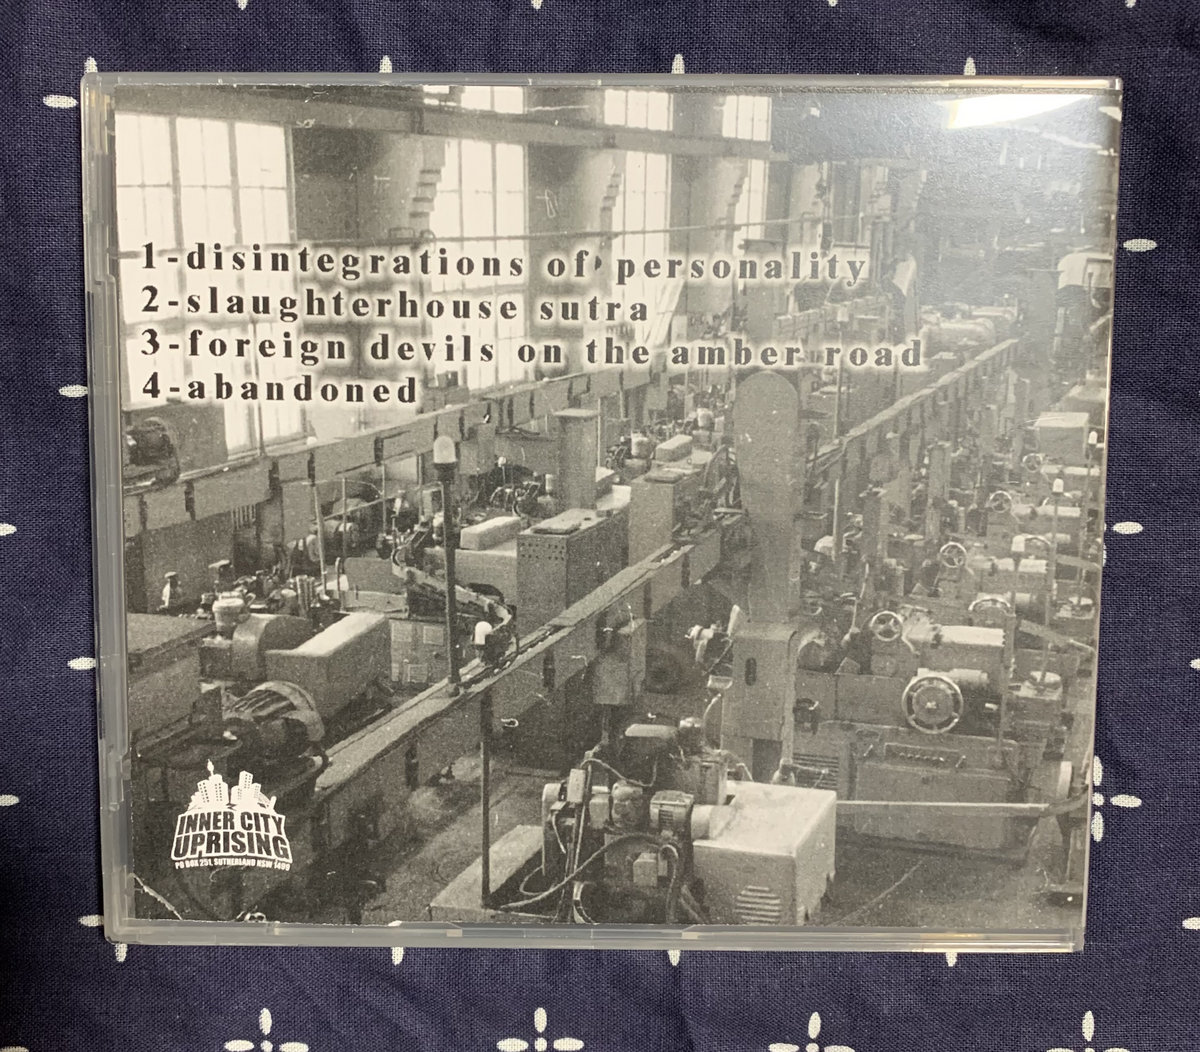 1-disintegrations of personality
2-slaughterhouse sutra
3-foreign devils on the amber road
4-abandoned
INNER CITY
UPRISING
PO BOX 251, SUTHERLAND NSW 1499